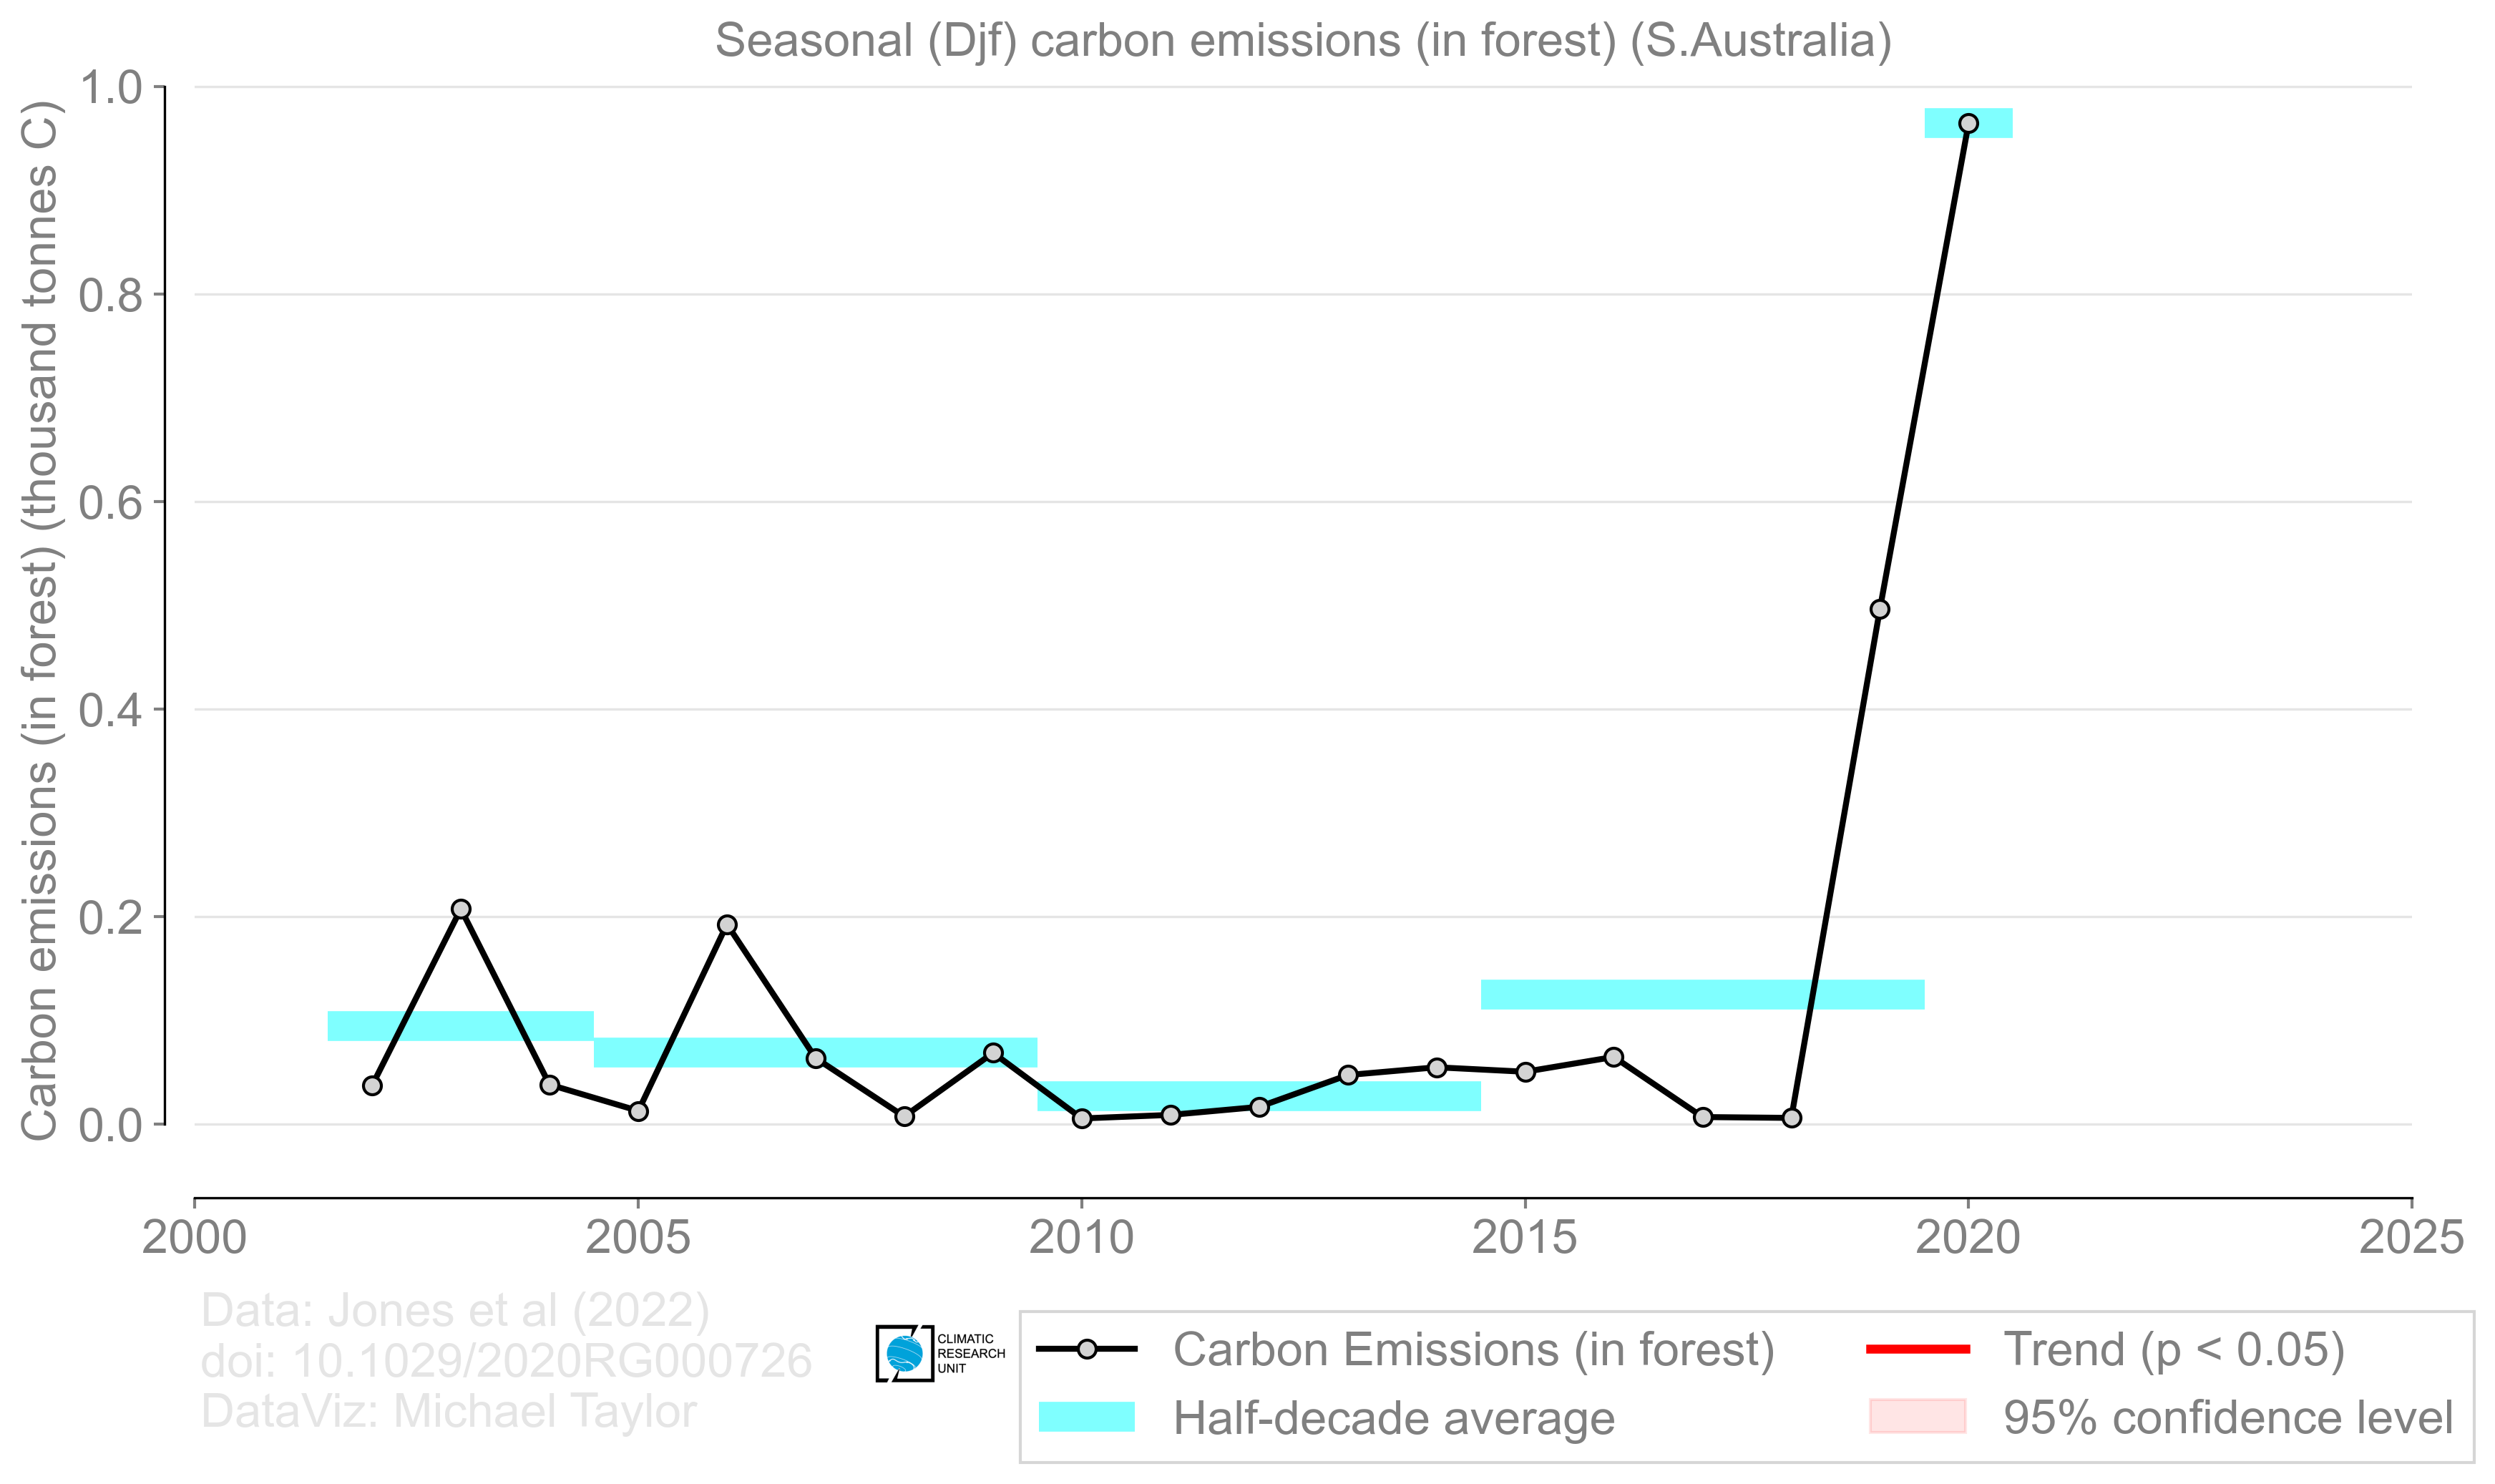 Seasonal (Djf) carbon emissions (in forest) (S.Australia)
Carbon emissions (in forest) (thousand tonnes C)
1.0
0.8
0.6
0.4
0.2
0.0
2000 2005 2010 2015 2020 2025
Data: Jones et al (2022)
doi: 10.1029/2020RG000726
DataViz: Michael Taylor
CLIMATIC
RESEARCH
UNIT
Carbon Emissions (in forest)
Half-decade average
Trend (p < 0.05)
95% confidence level